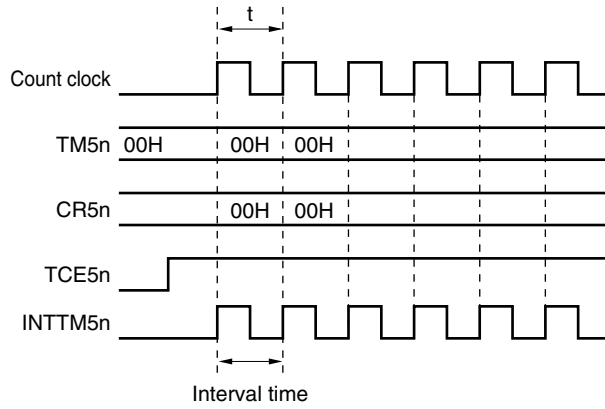 t
Count clock
TM5n 00H 00H 00H
CR5n 00H 00H
TCE5n
INTTM5n
Interval time